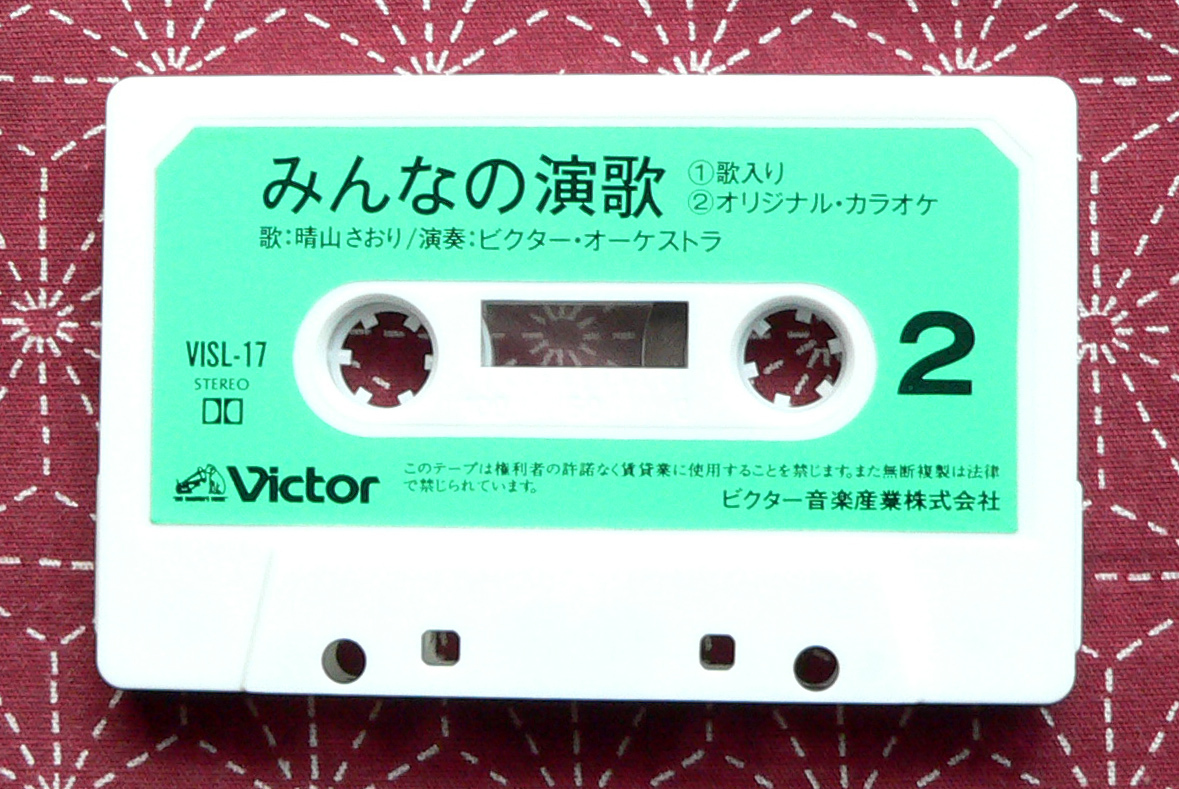 みんなの演歌
①歌入り
②オリジナル・カラオケ
歌:晴山さおり/演奏:ビクター・オーケストラ
2
VISL-17
STEREO
Victor
このテープは権利者の許諾なく賃貸業に使用することを禁じます。また無断複製は法律
で禁じられています。
ビクター音楽産業株式会社